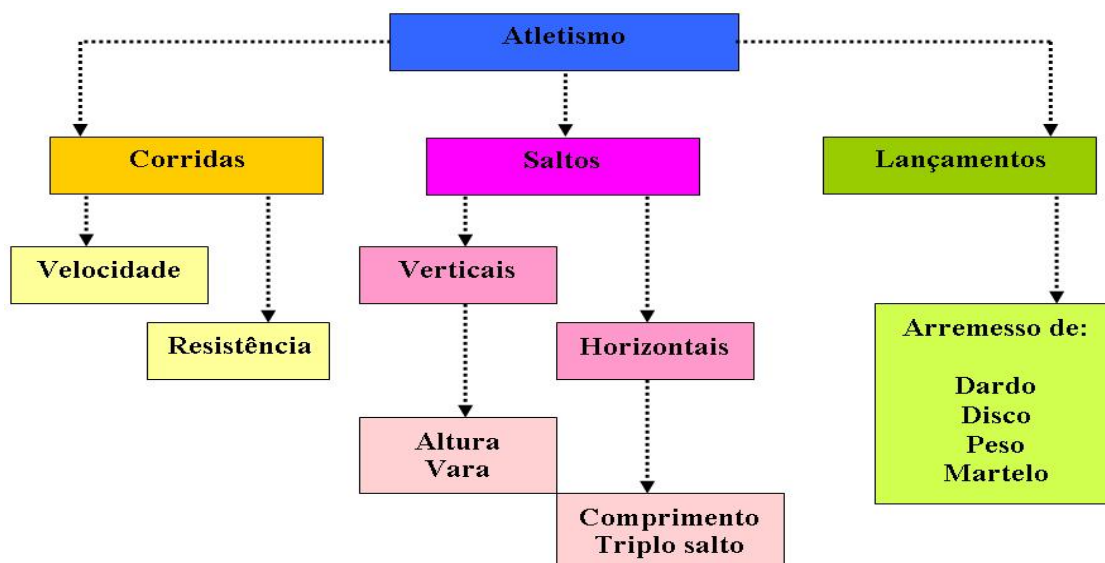 Atletismo
Corridas
Saltos
Lançamentos
Velocidade
Verticais
Resistência
Horizontais
Arremesso de:
Dardo
Disco
Peso
Martelo
Altura
Vara
Comprimento
Triplo salto